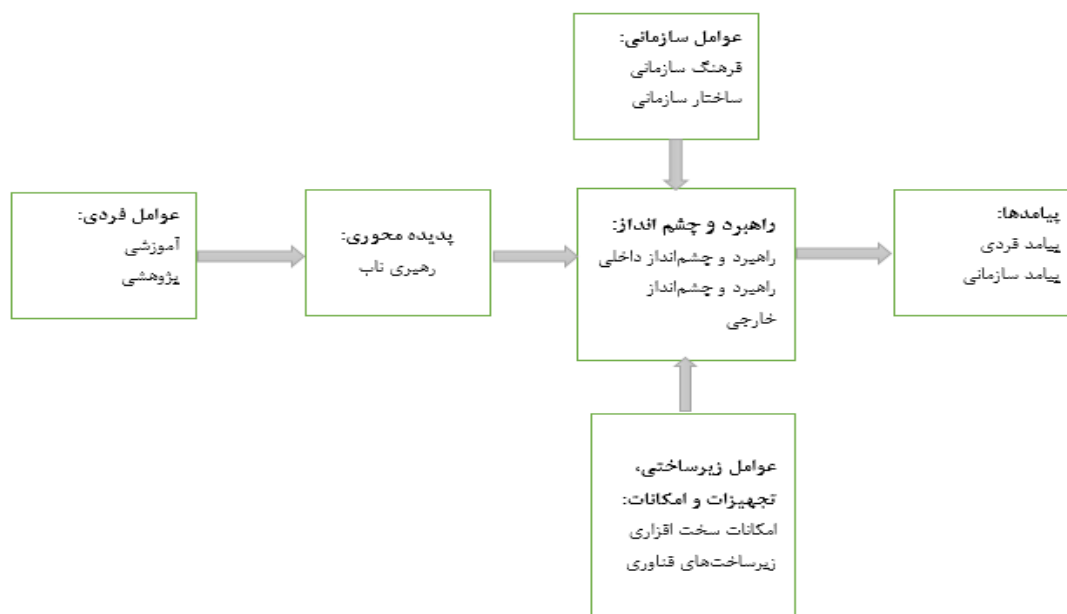 عوامل سازمانی:
قرهنگ سازمانی
ساختار سازمانی
عوامل فردی:
آموزشی
پژوهشی
پدیده محوری:
رهیری ناب
راهبرد و چشم انداز:
راهیرد و چشم‌انداز داخلی
راهیرد و چشم‌انداز
خارجی
پیامدها:
پیامد قردی
پیامد سازمانی
عوامل زیرساختی،
تجهیزات و امکانات:
امکانات سخت اقزاری
زیرساخت‌های قناوری